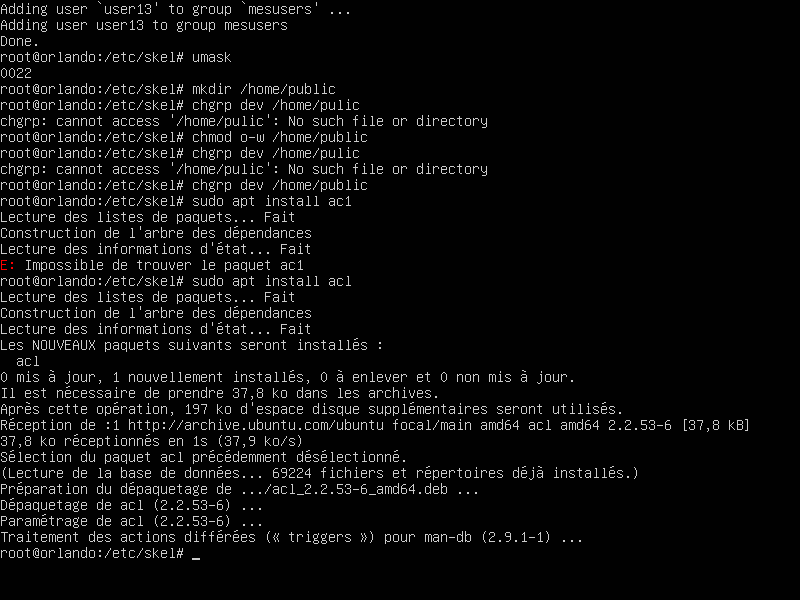 Adding user `user13' to group `mesusers' ...
Adding user user13 to group mesusers
Done.
root@orlando:/etc/skel# umask
0022
root@orlando:/etc/skel# mkdir /home/public
root@orlando:/etc/skel# chgrp dev /home/pulic
chgrp: cannot access '/home/pulic': No such file or directory
root@orlando:/etc/skel# chmod o-w /home/public
root@orlando:/etc/skel# chgrp dev /home/pulic
chgrp: cannot access '/home/pulic': No such file or directory
root@orlando:/etc/skel# chgrp dev /home/public
root@orlando:/etc/skel# sudo apt install ac1
Lecture des listes de paquets... Fait
Construction de l'arbre des dépendances
Lecture des informations d'état... Fait
E: Impossible de trouver le paquet ac1
root@orlando:/etc/skel# sudo apt install acl
Lecture des listes de paquets... Fait
Construction de l'arbre des dépendances
Lecture des informations d'état... Fait
Les NOUVEAUX paquets suivants seront installés :
  acl
0 mis à jour, 1 nouvellement installés, 0 à enlever et 0 non mis à jour.
Il est nécessaire de prendre 37,8 ko dans les archives.
Après cette opération, 197 ko d'espace disque supplémentaires seront utilisés.
Réception de :1 http://archive.ubuntu.com/ubuntu focal/main amd64 acl amd64 2.2.53-6 [37,8 kB]
37,8 ko réceptionnés en 1s (37,9 ko/s)
Sélection du paquet acl précédemment désélectionné.
(Lecture de la base de données... 69224 fichiers et répertoires déjà installés.)
Préparation du dépaquetage de .../acl_2.2.53-6_amd64.deb ...
Dépaquetage de acl (2.2.53-6) ...
Paramétrage de acl (2.2.53-6) ...
Traitement des actions différées (« triggers ») pour man-db (2.9.1-1) ...
root@orlando:/etc/skel# _